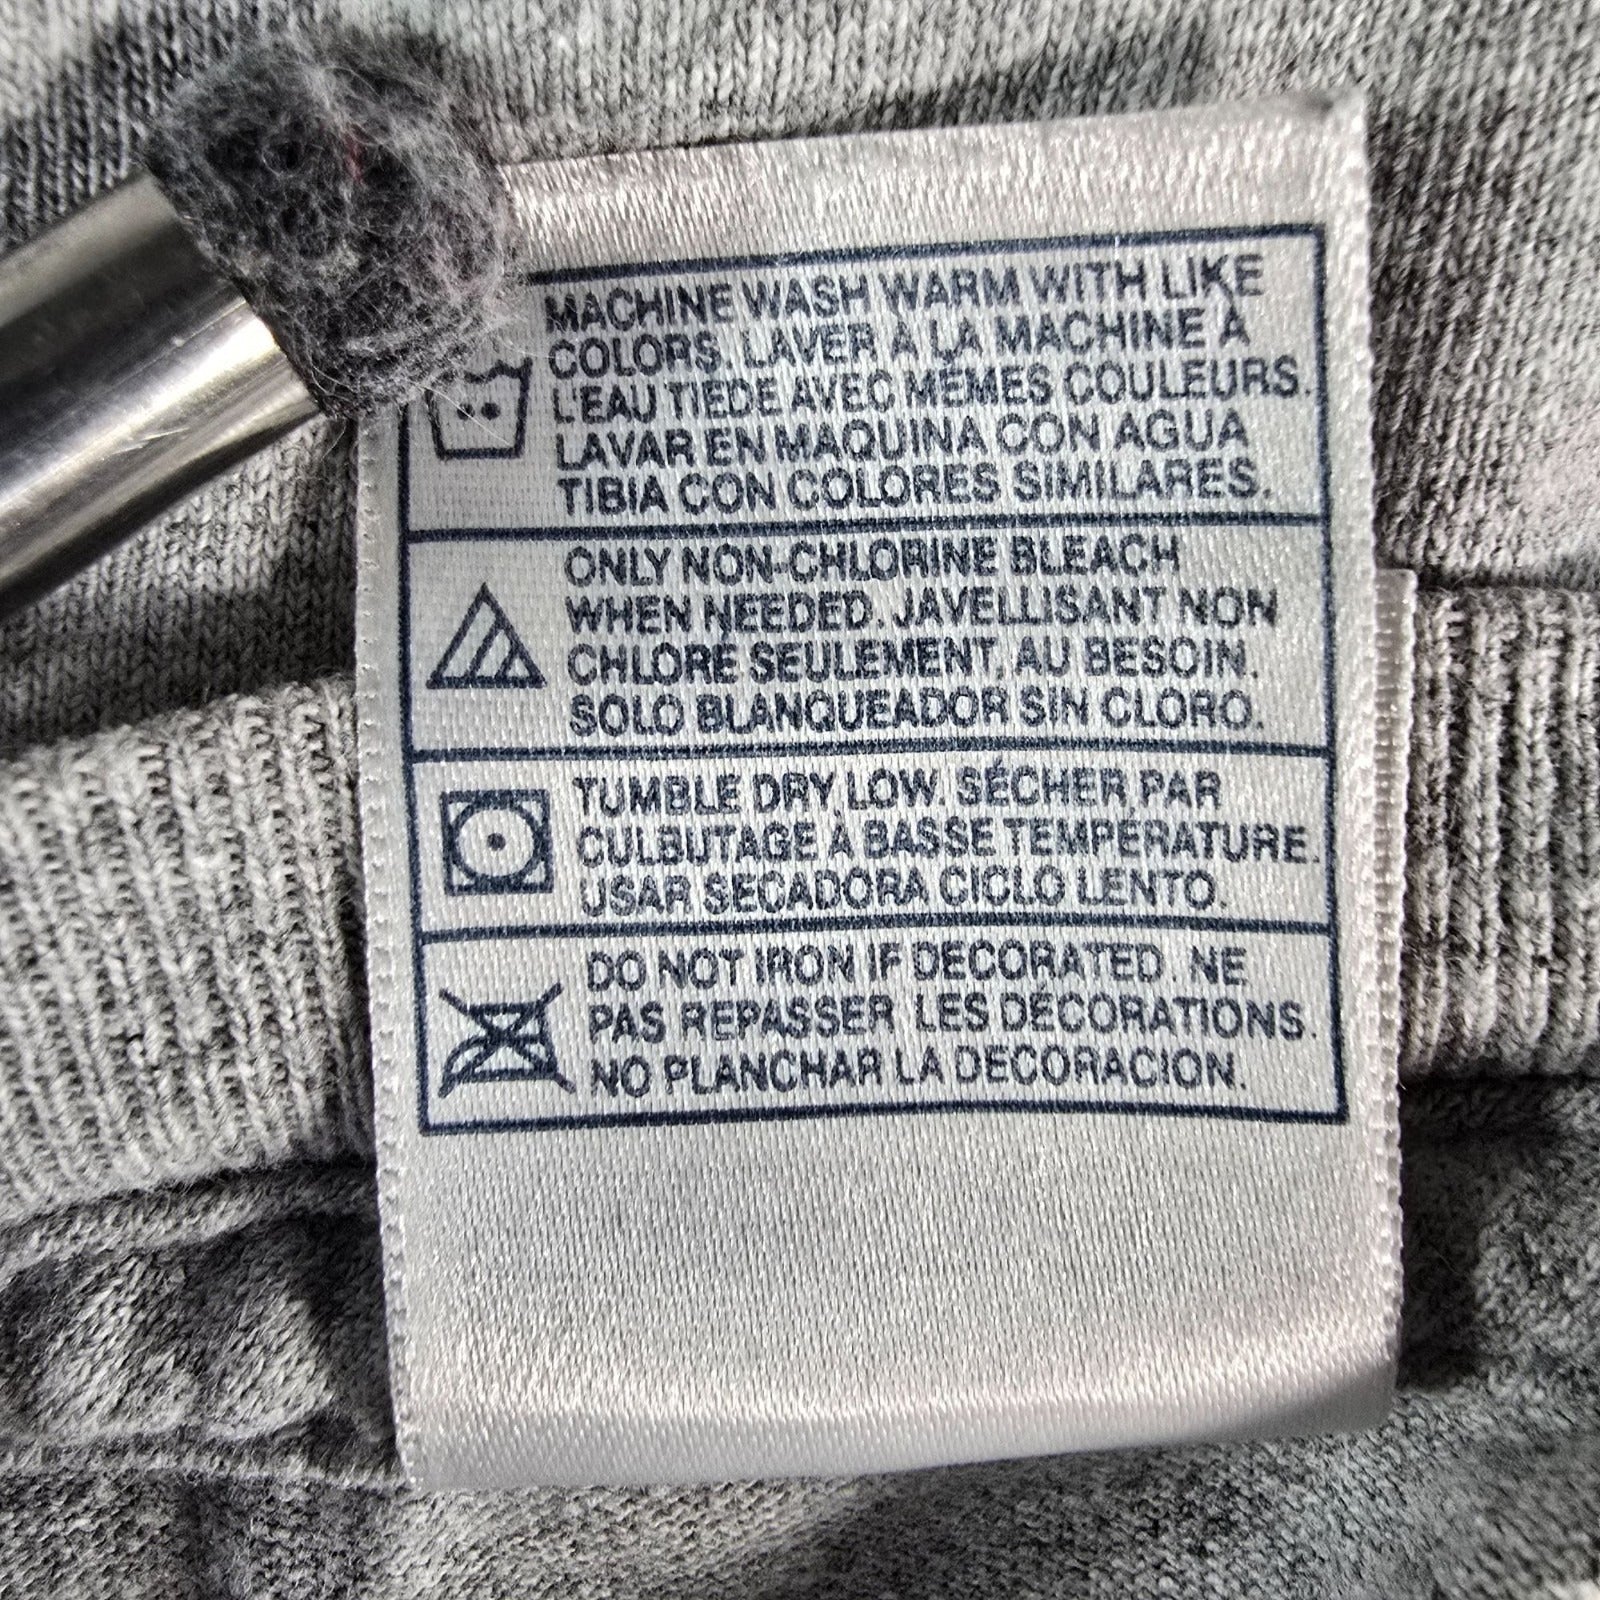 MACHINE WASH WARM WITH LIKE
COLORS. LAVER À LA MACHINE À
L'EAU TIEDE AVEC MÊMES COULEURS.
LAVAR EN MAQUINA CON AGUA
TIBIA CON COLORES SIMILARES.
ONLY NON-CHLORINE BLEACH
WHEN NEEDED. JAVELLISANT NON
CHLORE SEULEMENT, AU BESOIN.
SOLO BLANQUEADOR SIN CLORO.
TUMBLE DRY, LOW. SÉCHER PAR
CULBUTAGE À BASSE TEMPERATURE.
USAR SECADORA CICLO LENTO.
DO NOT IRON IF DECORATED. NE
PAS REPASSER LES DÉCORATIONS.
NO PLANCHAR LA DECORACION.